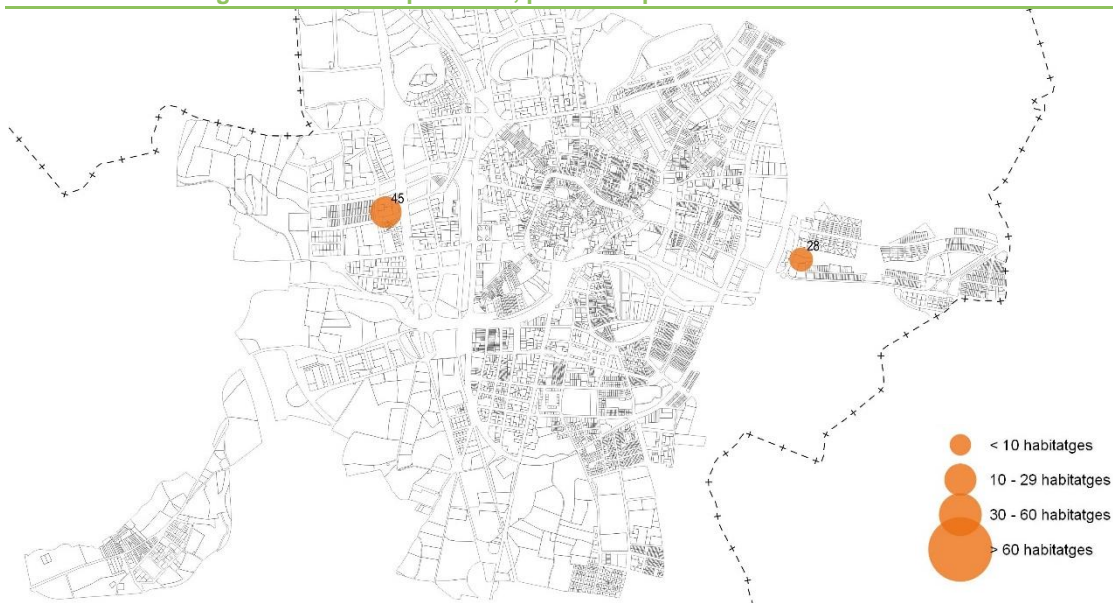 45
28
< 10 habitatges
10 - 29 habitatges
30 - 60 habitatges
> 60 habitatges